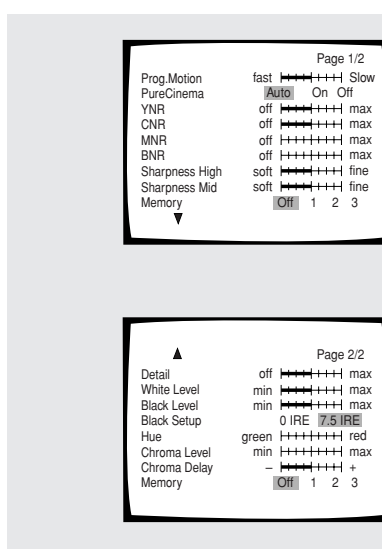 Page 1/2
Prog.Motion fast Slow
PureCinema Auto On Off
YNR off max
CNR off max
MNR off max
BNR off max
Sharpness High soft fine
Sharpness Mid soft fine
Memory Off 1 2 3
Page 2/2
Detail off max
White Level min max
Black Level min max
Black Setup 0 IRE 7.5 IRE
Hue green red
Chroma Level min max
Chroma Delay – +
Memory Off 1 2 3